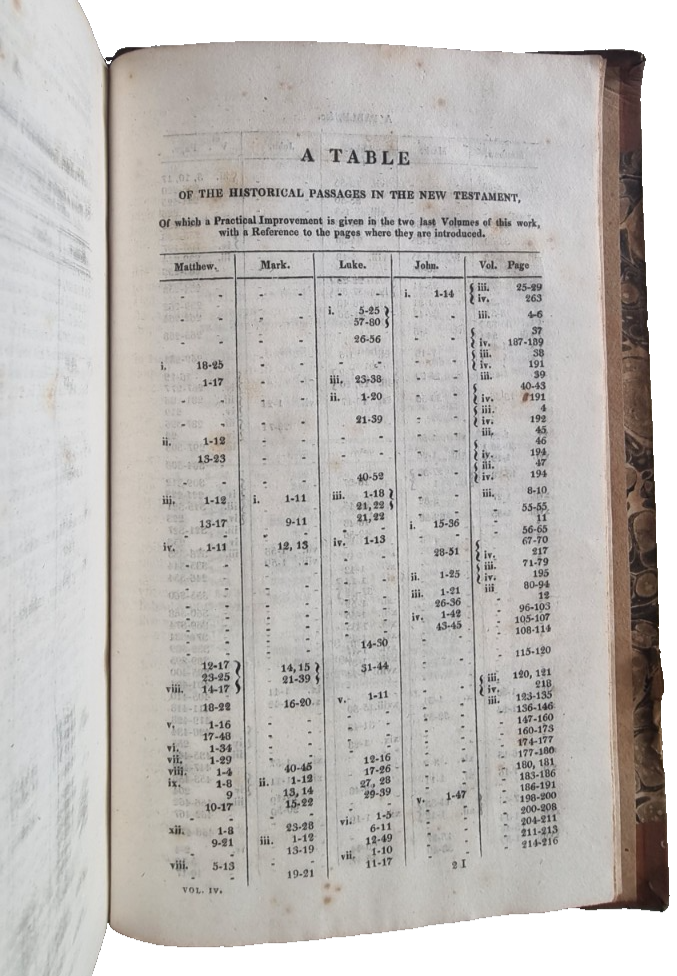 A TABLE
OF THE HISTORICAL PASSAGES IN THE NEW TESTAMENT,
Of which a Practical Improvement is given in the two last Volumes of this work,
with a Reference to the pages where they are introduced.
Matthew. Mark. Luke. John. Vol. Page
- - - - - - i. 1-14 { iii. 25-29
{ iv. 263
- - - - i. 5-25 } - - iii. 4-6
57-80 }
- - - - 26-56 - - { 37
{ iv. 187-189
i. 18-25 - - - - - - { iii. 38
{ iv. 191
1-17 - - iii. 23-38 - - iii. 39
- - - - ii. 1-20 - - { 40-43
{ iv. 191
- - - - 21-39 - - { iii. 4
{ iv. 192
ii. 1-12 - - - - - - iii. 45
13-23 - - - - - - { 46
{ iv. 194
- - - - 40-52 - - { iii. 47
{ iv. 194
iii. 1-12 i. 1-11 iii. 1-18 } - - iii. 8-10
21,22 }
13-17 9-11 21,22 - - - 55-55
- - - - - - i. 15-36 - 11
iv. 1-11 12, 13 iv. 1-13 - - - 56-65
- - - - - - 28-51 { 67-70
{ iv. 217
- - - - - - ii. 1-25 { iii. 71-79
{ iv. 195
- - - - - - iii. 1-21 iii 80-94
- - - - - - 26-36 - 12
- - - - - - iv. 1-42 - 96-103
- - - - - - 43-45 - 105-107
- - - - 14-30 - - - 108-114
12-17 } 14, 15 } 31-44 - - - 115-120
23-25 } 21-39 }
viii. 14-17 } - - { iii. 120, 121
{ iv. 218
18-22 16-20 v. 1-11 - - iii. 123-135
v. 1-16 - - - - - - - 136-146
17-48 - - - - - - - 147-160
vi. 1-34 - - - - - - - 160-173
vii. 1-29 - - - - - - - 174-177
viii. 1-4 40-45 12-16 - - - 177-180
ix. 1-8 ii. 1-12 17-26 - - - 180, 181
9 13, 14 27, 28 - - - 183-186
10-17 15-22 29-39 - - - 186-191
- - - - - - v. 1-47 - 198-200
xii. 1-8 23-28 vi. 1-5 - - - 200-208
9-21 iii. 1-12 6-11 - - - 204-211
- - 13-19 12-49 - - - 211-213
viii. 5-13 - - vii. 1-10 - - - 214-216
- - 19-21 11-17
VOL. IV. 2 I